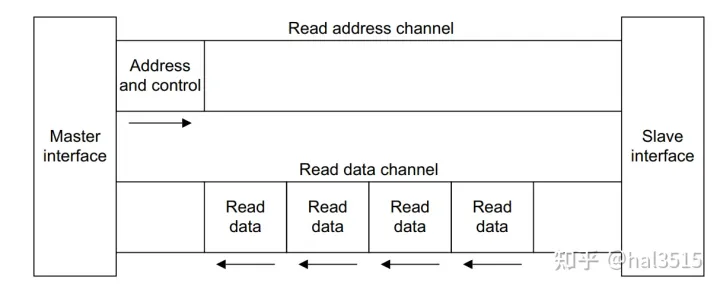 Read address channel
Address
and control
Master
interface
Slave
interface
Read data channel
Read
data
Read
data
Read
data
Read
data
知乎 @hal3515